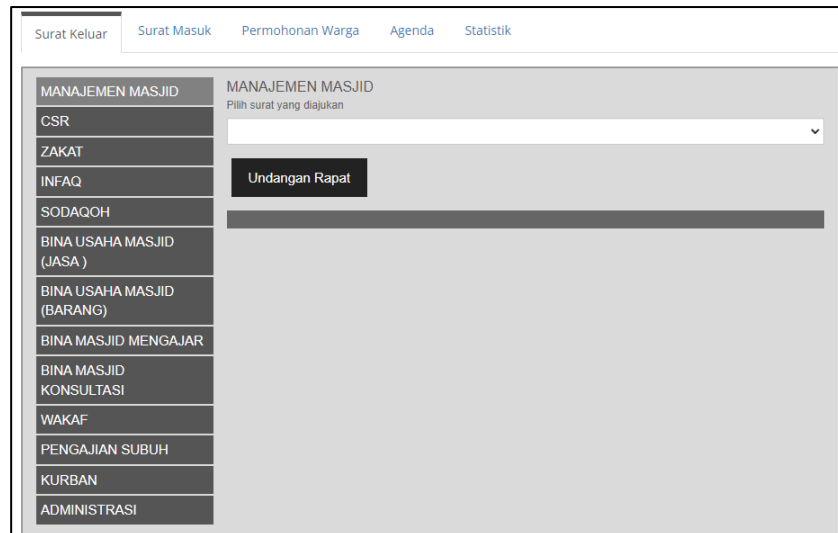 Surat Keluar Surat Masuk Permohonan Warga Agenda Statistik
MANAJEMEN MASJID
CSR
ZAKAT
INFAQ
SODAQOH
BINA USAHA MASJID
(JASA )
BINA USAHA MASJID
(BARANG)
BINA MASJID MENGAJAR
BINA MASJID
KONSULTASI
WAKAF
PENGAJIAN SUBUH
KURBAN
ADMINISTRASI
MANAJEMEN MASJID
Pilih surat yang diajukan
Undangan Rapat